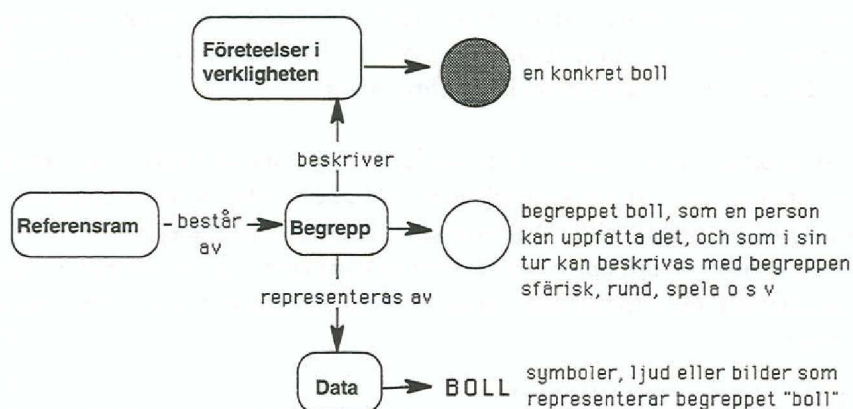 Företeelser i
verkligheten
en konkret boll
beskriver
Referensram
består
av
Begrepp
begreppet boll, som en person
kan uppfatta det, och som i sin
tur kan beskrivas med begreppen
sfärisk, rund, spela o s v
representeras av
Data
BOLL
symboler, ljud eller bilder som
representerar begreppet "boll"